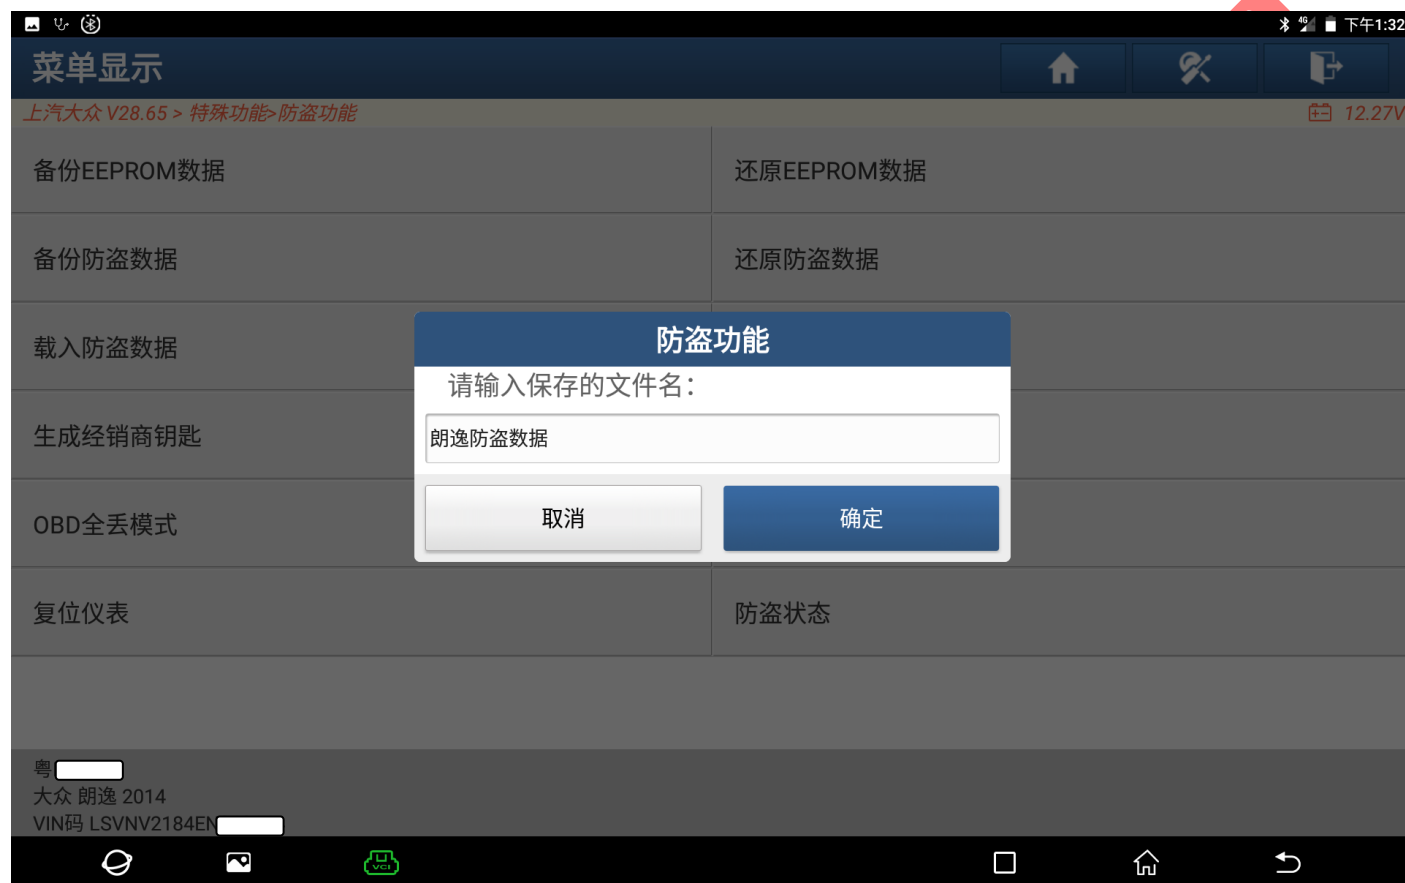 4G 下午1:32
菜单显示
上汽大众 V28.65 > 特殊功能>防盗功能
12.27V
备份EEPROM数据
还原EEPROM数据
备份防盗数据
还原防盗数据
载入防盗数据
生成经销商钥匙
OBD全丢模式
复位仪表
防盗状态
防盗功能
请输入保存的文件名：
朗逸防盗数据
取消
确定
粤
大众 朗逸 2014
VIN码 LSVNV2184EN
VCI